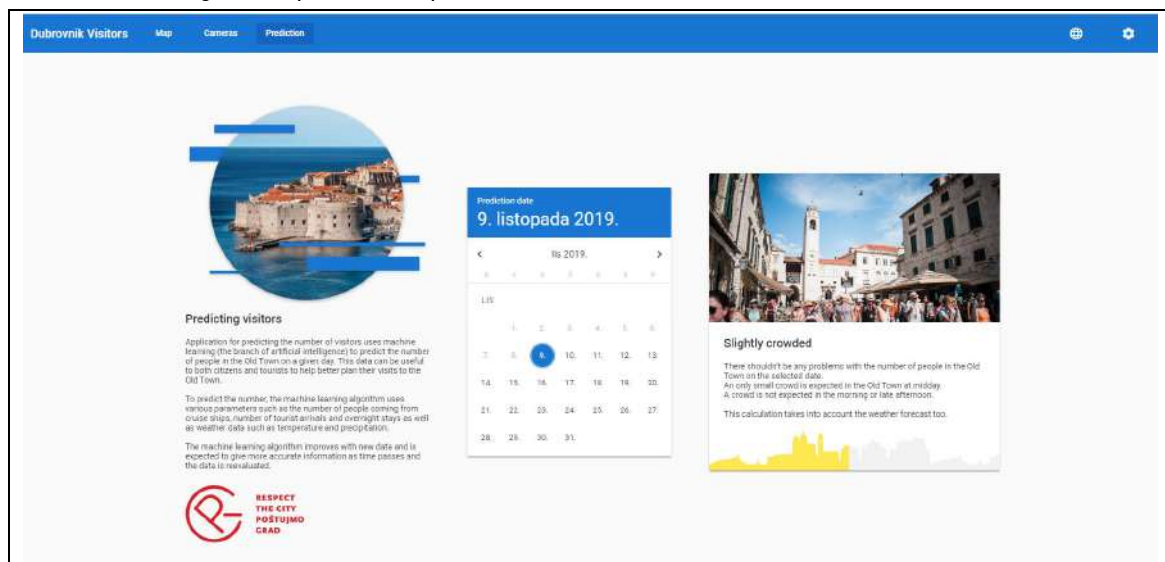 Dubrovnik Visitors
Map
Cameras
Prediction
Predicting visitors
Application for predicting the number of visitors uses machine
learning (the branch of artificial intelligence) to predict the number
of people in the Old Town on a given day. This data can be useful
to both citizens and tourists to help better plan their visits to the
Old Town.
To predict the number, the machine learning algorithm uses
various parameters such as the number of people coming from
cruise ships, number of tourist arrivals and overnight stays as well
as weather data such as temperature and precipitation.
The machine learning algorithm improves with new data and is
expected to give more accurate information as time passes and
the data is reevaluated.
RESPECT
THE CITY
POŠTUJMO
GRAD
Prediction date
9. listopada 2019.
lis 2019.
LIS
1. 2. 3. 4. 5. 6.
7. 8. 9. 10. 11. 12. 13.
14. 15. 16. 17. 18. 19. 20.
21. 22. 23. 24. 25. 26. 27.
28. 29. 30. 31.
Slightly crowded
There shouldn't be any problems with the number of people in the Old
Town on the selected date.
An only small crowd is expected in the Old Town at midday.
A crowd is not expected in the morning or late afternoon.
This calculation takes into account the weather forecast too.